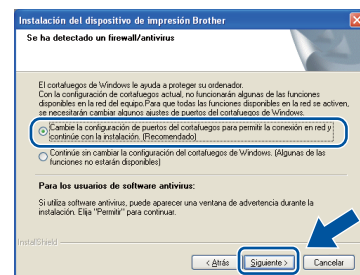 Instalación del dispositivo de impresión Brother
Se ha detectado un firewall/antivirus
El cortafuegos de Windows le ayuda a proteger su ordenador.
Con la configuración de cortafuegos actual, no funcionarán algunas de las funciones
disponibles en la red del equipo.Para que todas las funciones disponibles en la red se activen,
se necesitarán cambiar algunos ajustes de puertos del cortafuegos de Windows.
Cambie la configuración de puertos del cortafuegos para permitir la conexión en red y
continúe con la instalación. (Recomendado)
Continúe sin cambiar la configuración del cortafuegos de Windows. (Algunas de las
funciones no estarán disponibles)
Para los usuarios de software antivirus:
Si utiliza software antivirus, puede aparecer una ventana de advertencia durante la
instalación. Elija "Permitir" para continuar.
InstallShield
< Atrás
Siguiente >
Cancelar